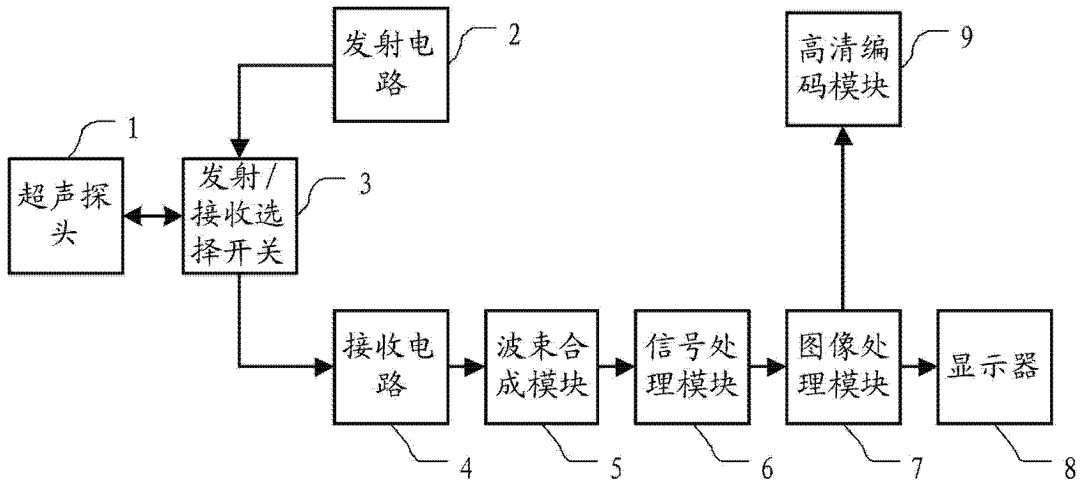 发射电
路
2
高清编
码模块
9
1
超声探
头
发射/
接收选
择开关
3
接收电
路
4
波束合
成模块
5
信号处
理模块
6
图像处
理模块
7
显示器
8